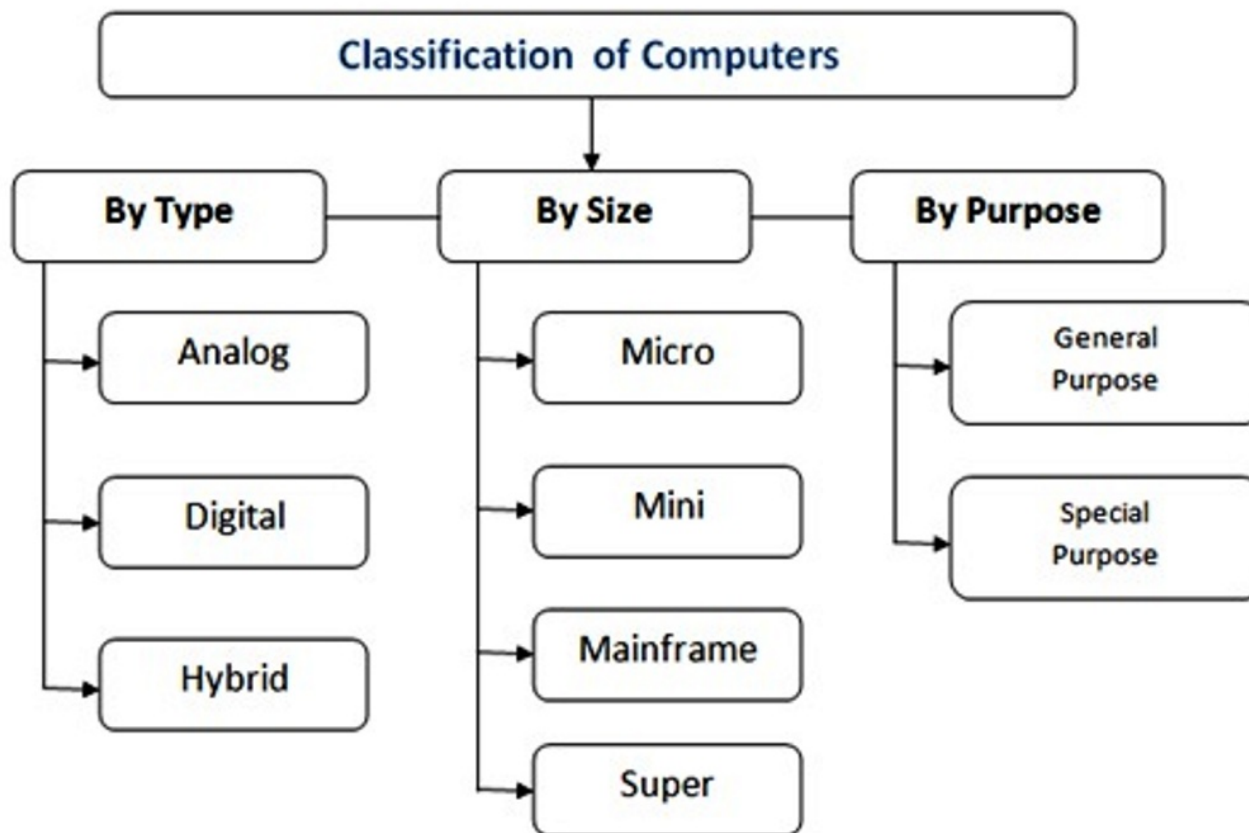 Classification of Computers
By Type
By Size
By Purpose
Analog
Digital
Hybrid
Micro
Mini
Mainframe
Super
General
Purpose
Special
Purpose